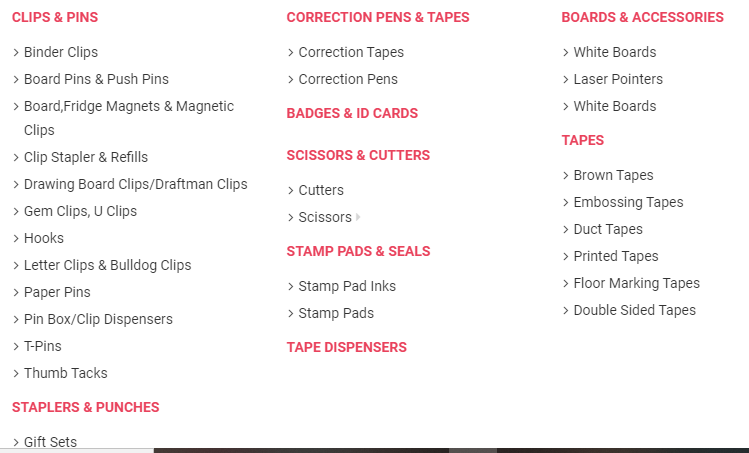 CLIPS & PINS
Binder Clips
Board Pins & Push Pins
Board,Fridge Magnets & Magnetic
Clips
Clip Stapler & Refills
Drawing Board Clips/Draftman Clips
Gem Clips, U Clips
Hooks
Letter Clips & Bulldog Clips
Paper Pins
Pin Box/Clip Dispensers
T-Pins
Thumb Tacks
STAPLERS & PUNCHES
Gift Sets
CORRECTION PENS & TAPES
Correction Tapes
Correction Pens
BADGES & ID CARDS
SCISSORS & CUTTERS
Cutters
Scissors
STAMP PADS & SEALS
Stamp Pad Inks
Stamp Pads
TAPE DISPENSERS
BOARDS & ACCESSORIES
White Boards
Laser Pointers
White Boards
TAPES
Brown Tapes
Embossing Tapes
Duct Tapes
Printed Tapes
Floor Marking Tapes
Double Sided Tapes